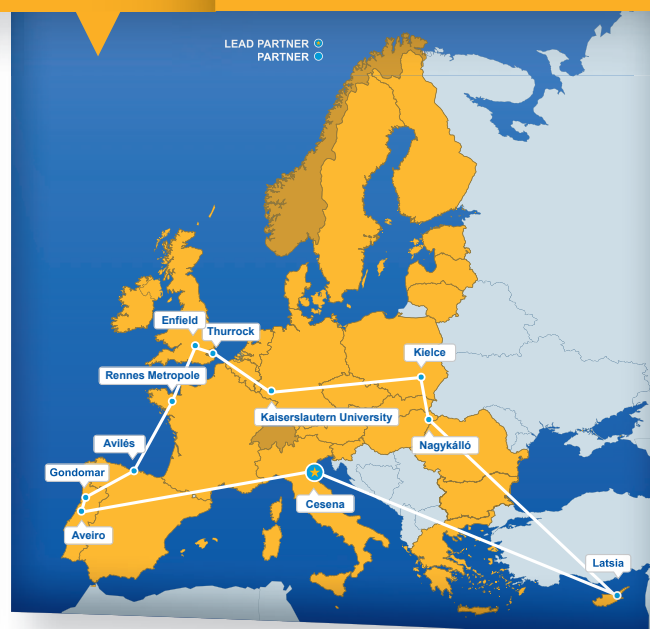 LEAD PARTNER
PARTNER
Enfield
Thurrock
Kielce
Rennes Metropole
Kaiserslautern University
Avilés
Nagykálló
Gondomar
Cesena
Aveiro
Latsia